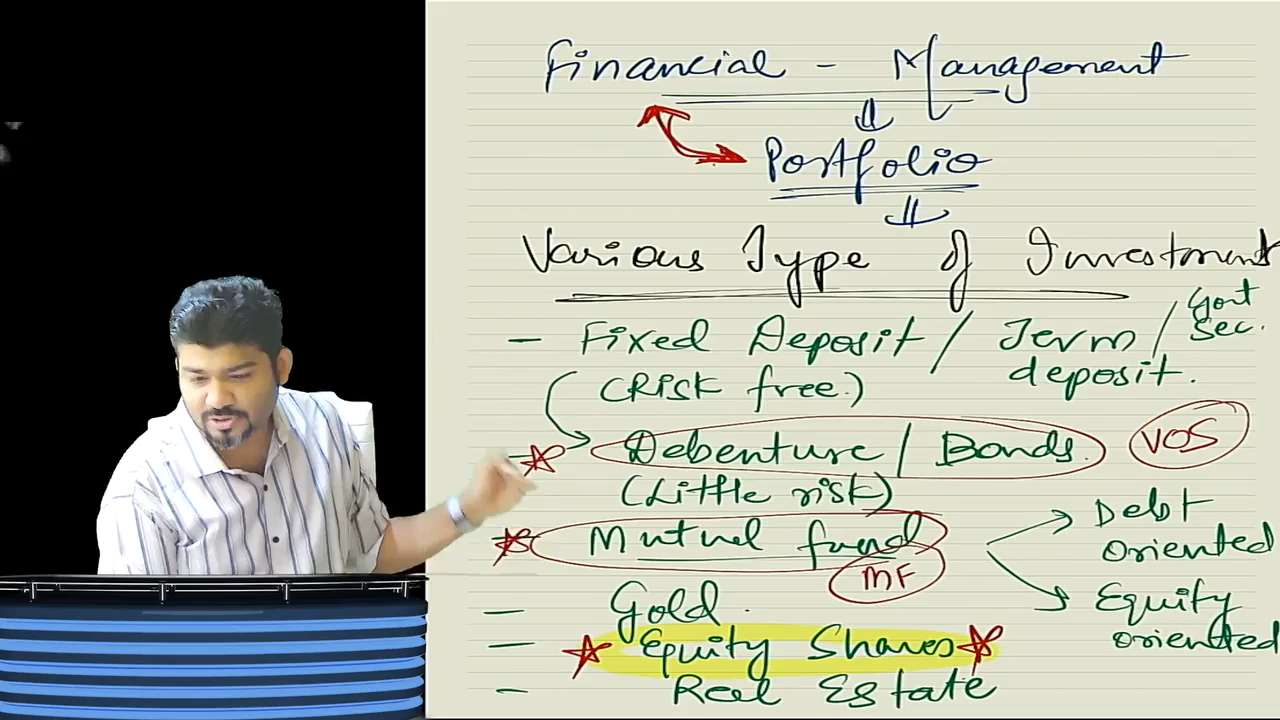 Financial - Management
Portfolio
Various Type of Investment
- Fixed Deposit / Term deposit. / Govt Sec.
(Risk free.)
- Debenture / Bonds. VOS
(Little risk)
Mutual fund
MF
Debt oriented
Equity oriented
- Gold.
- Equity Shares
- Real Estate